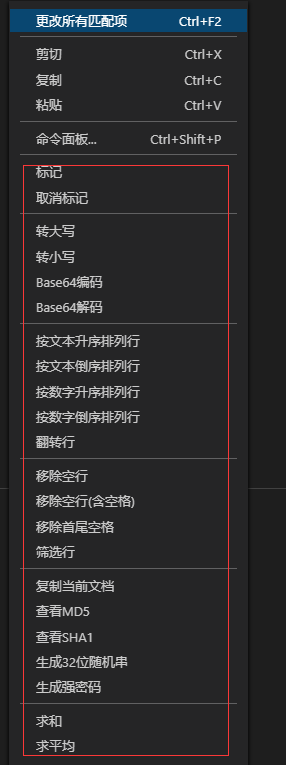 更改所有匹配项 Ctrl+F2
剪切 Ctrl+X
复制 Ctrl+C
粘贴 Ctrl+V
命令面板... Ctrl+Shift+P
标记
取消标记
转大写
转小写
Base64编码
Base64解码
按文本升序排列行
按文本倒序排列行
按数字升序排列行
按数字倒序排列行
翻转行
移除空行
移除空行(含空格)
移除首尾空格
筛选行
复制当前文档
查看MD5
查看SHA1
生成32位随机串
生成强密码
求和
求平均